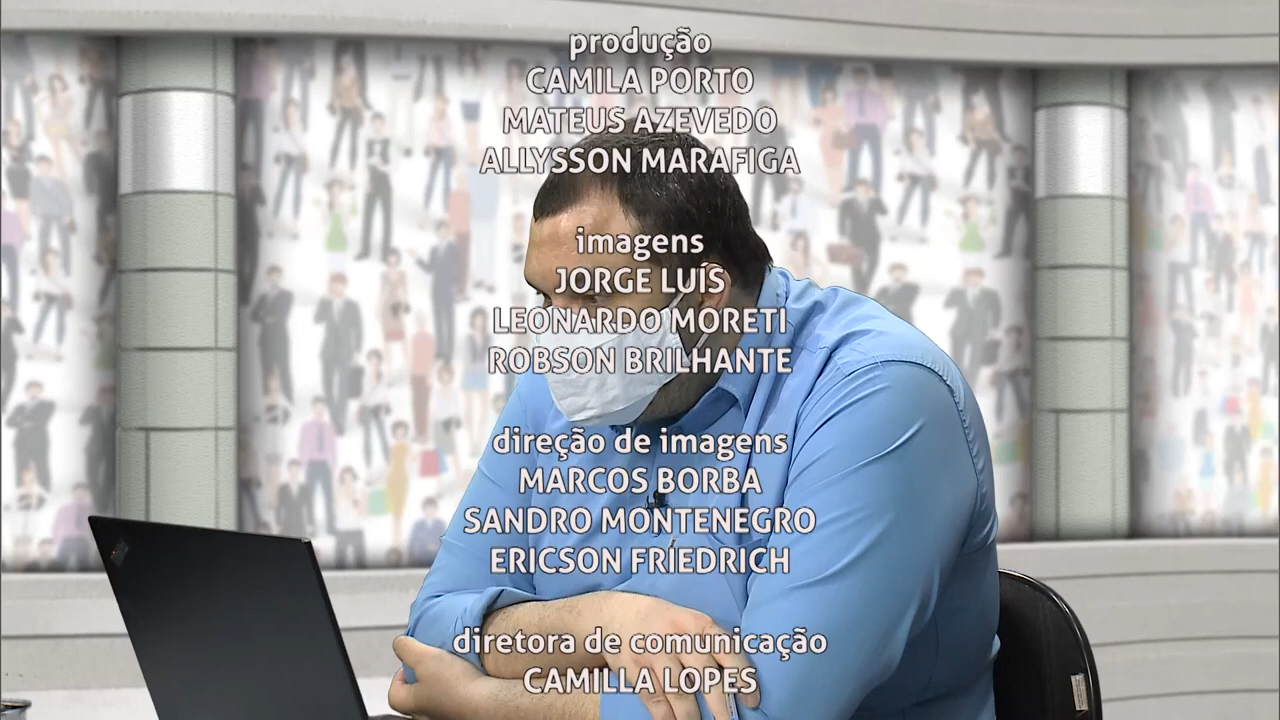 produção
CAMILA PORTO
MATEUS AZEVEDO
ALLYSSON MARAFIGA
imagens
JORGE LUÍS
LEONARDO MORETI
ROBSON BRILHANTE
direção de imagens
MARCOS BORBA
SANDRO MONTENEGRO
ERICSON FRIEDRICH
diretora de comunicação
CAMILLA LOPES